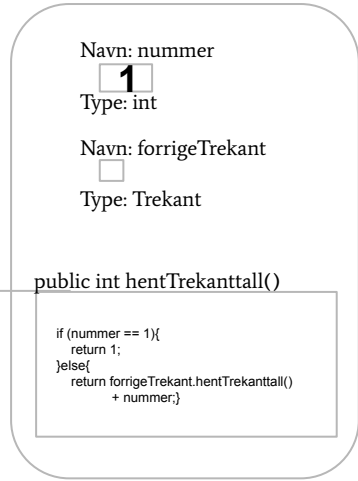 Navn: nummer
1
Type: int
Navn: forrigeTrekant
Type: Trekant
public int hentTrekanttall()
if (nummer == 1){
return 1;
}else{
return forrigeTrekant.hentTrekanttall()
+ nummer;}